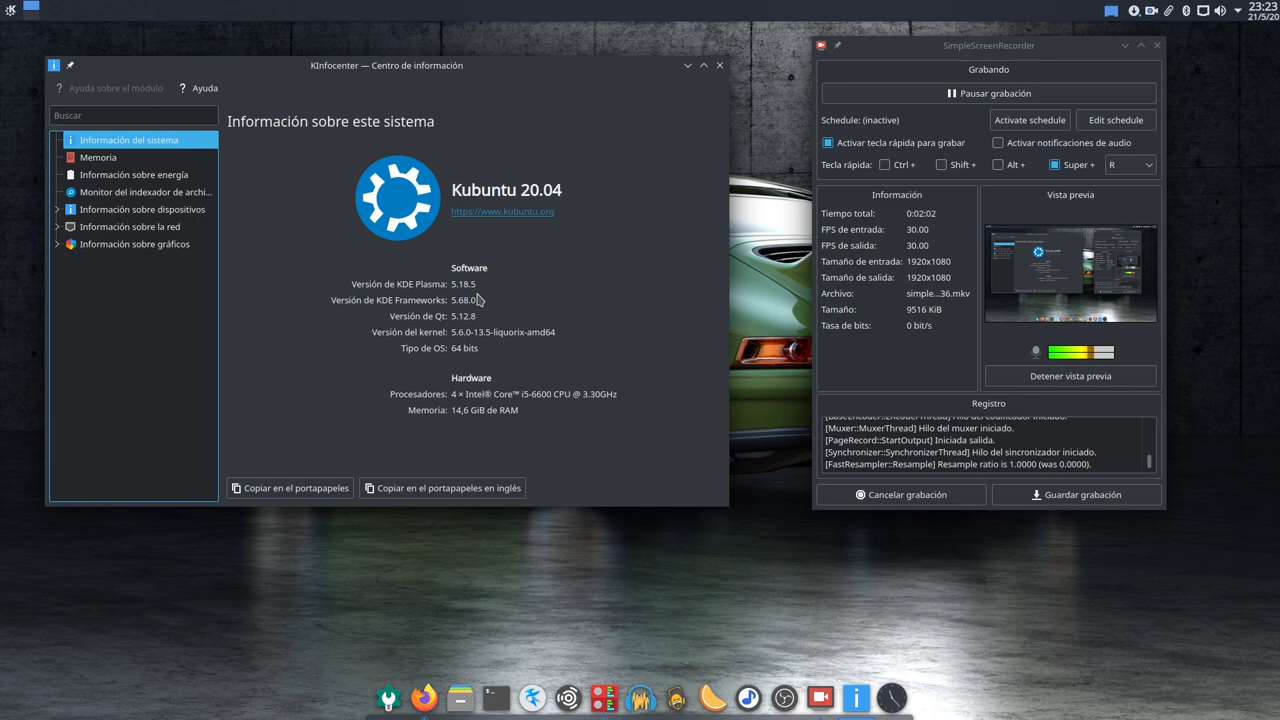 23:23
21/5/20
KInfocenter — Centro de información
? Ayuda sobre el módulo
? Ayuda
Buscar
Información del sistema
Memoria
Información sobre energía
Monitor del indexador de archi...
Información sobre dispositivos
Información sobre la red
Información sobre gráficos
Información sobre este sistema
Kubuntu 20.04
https://www.kubuntu.org
Software
Versión de KDE Plasma: 5.18.5
Versión de KDE Frameworks: 5.68.0
Versión de Qt: 5.12.8
Versión del kernel: 5.6.0-13.5-liquorix-amd64
Tipo de OS: 64 bits
Hardware
Procesadores: 4 × Intel® Core™ i5-6600 CPU @ 3.30GHz
Memoria: 14,6 GiB de RAM
Copiar en el portapapeles
Copiar en el portapapeles en inglés
SimpleScreenRecorder
Grabando
Pausar grabación
Schedule: (inactive)
Activate schedule
Edit schedule
Activar tecla rápida para grabar
Activar notificaciones de audio
Tecla rápida:
Ctrl +
Shift +
Alt +
Super +
R
Información
Tiempo total: 0:02:02
FPS de entrada: 30.00
FPS de salida: 30.00
Tamaño de entrada: 1920x1080
Tamaño de salida: 1920x1080
Archivo: simple...36.mkv
Tamaño: 9516 KiB
Tasa de bits: 0 bit/s
Vista previa
Detener vista previa
Registro
[BaseEncoder::EncoderThread] Hilo del codificador iniciado.
[Muxer::MuxerThread] Hilo del muxer iniciado.
[PageRecord::StartOutput] Iniciada salida.
[Synchronizer::SynchronizerThread] Hilo del sincronizador iniciado.
[FastResampler::Resample] Resample ratio is 1.0000 (was 0.0000).
Cancelar grabación
Guardar grabación